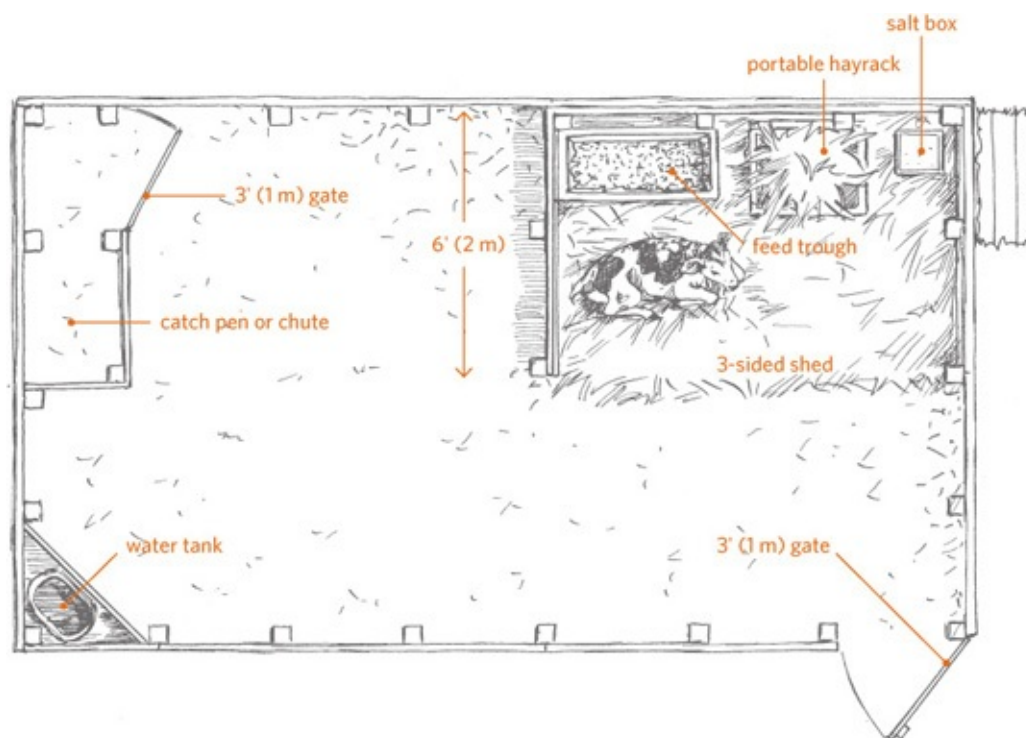 salt box
portable hayrack
3' (1 m) gate
6' (2 m)
feed trough
catch pen or chute
3-sided shed
water tank
3' (1 m) gate